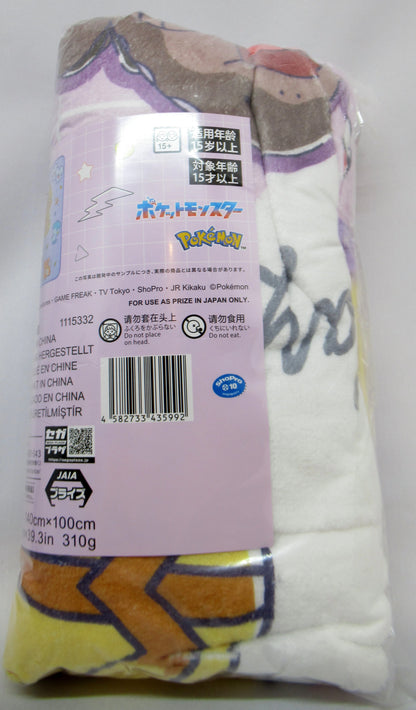 15+
适用年龄
15岁以上
対象年齢
15才以上
ポケットモンスター
POKÉMON
この写真は開発中のサンプルにつき、実際の商品とは異なる場合があります。
・GAME FREAK・TV Tokyo・ShoPro・JR Kikaku ©Pokémon
FOR USE AS PRIZE IN JAPAN ONLY.
请勿套在头上
ふくろをかぶらない
Do not place
on head.
请勿食用
くちにいれない
Do not eat.
1115332
CHINA
HERGESTELLT
E EN CHINE
T IN CHINA
DO EN CHINA
RETİLMİŞTİR
ShoPro
10
4 582733 435992
セガ
プラザ
https://segaplaza.jp
JAIA
プライズ
40cm×100cm
39.3in 310g